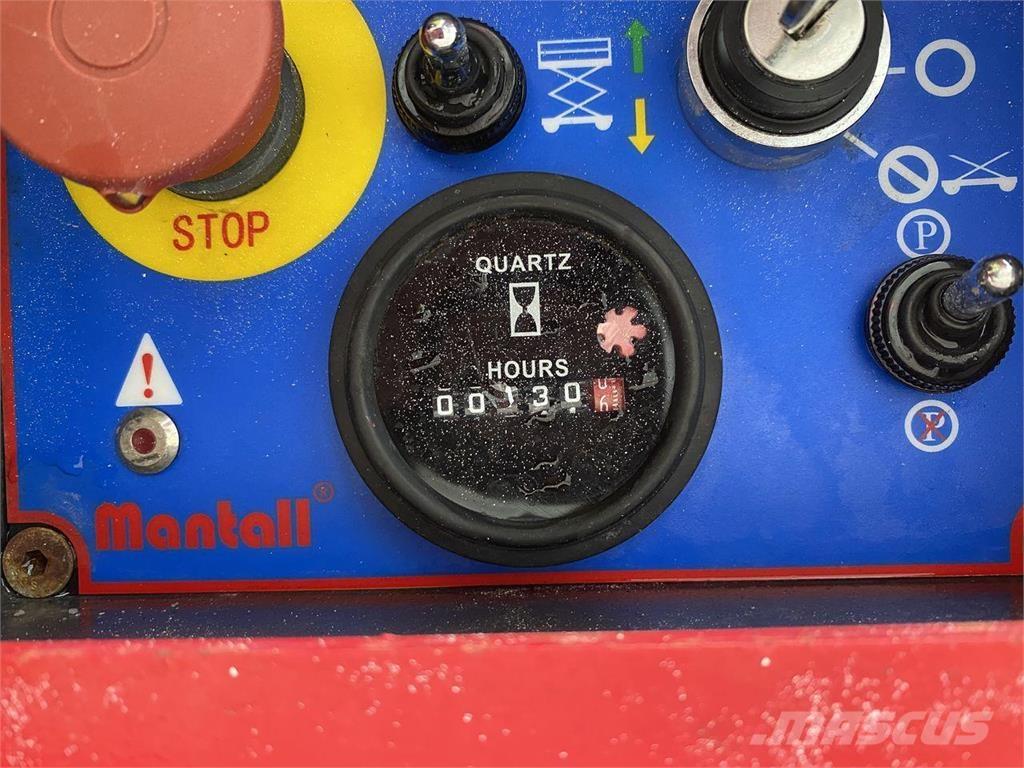 STOP
QUARTZ
HOURS
00130
P
P
Mantall®
MASCUS